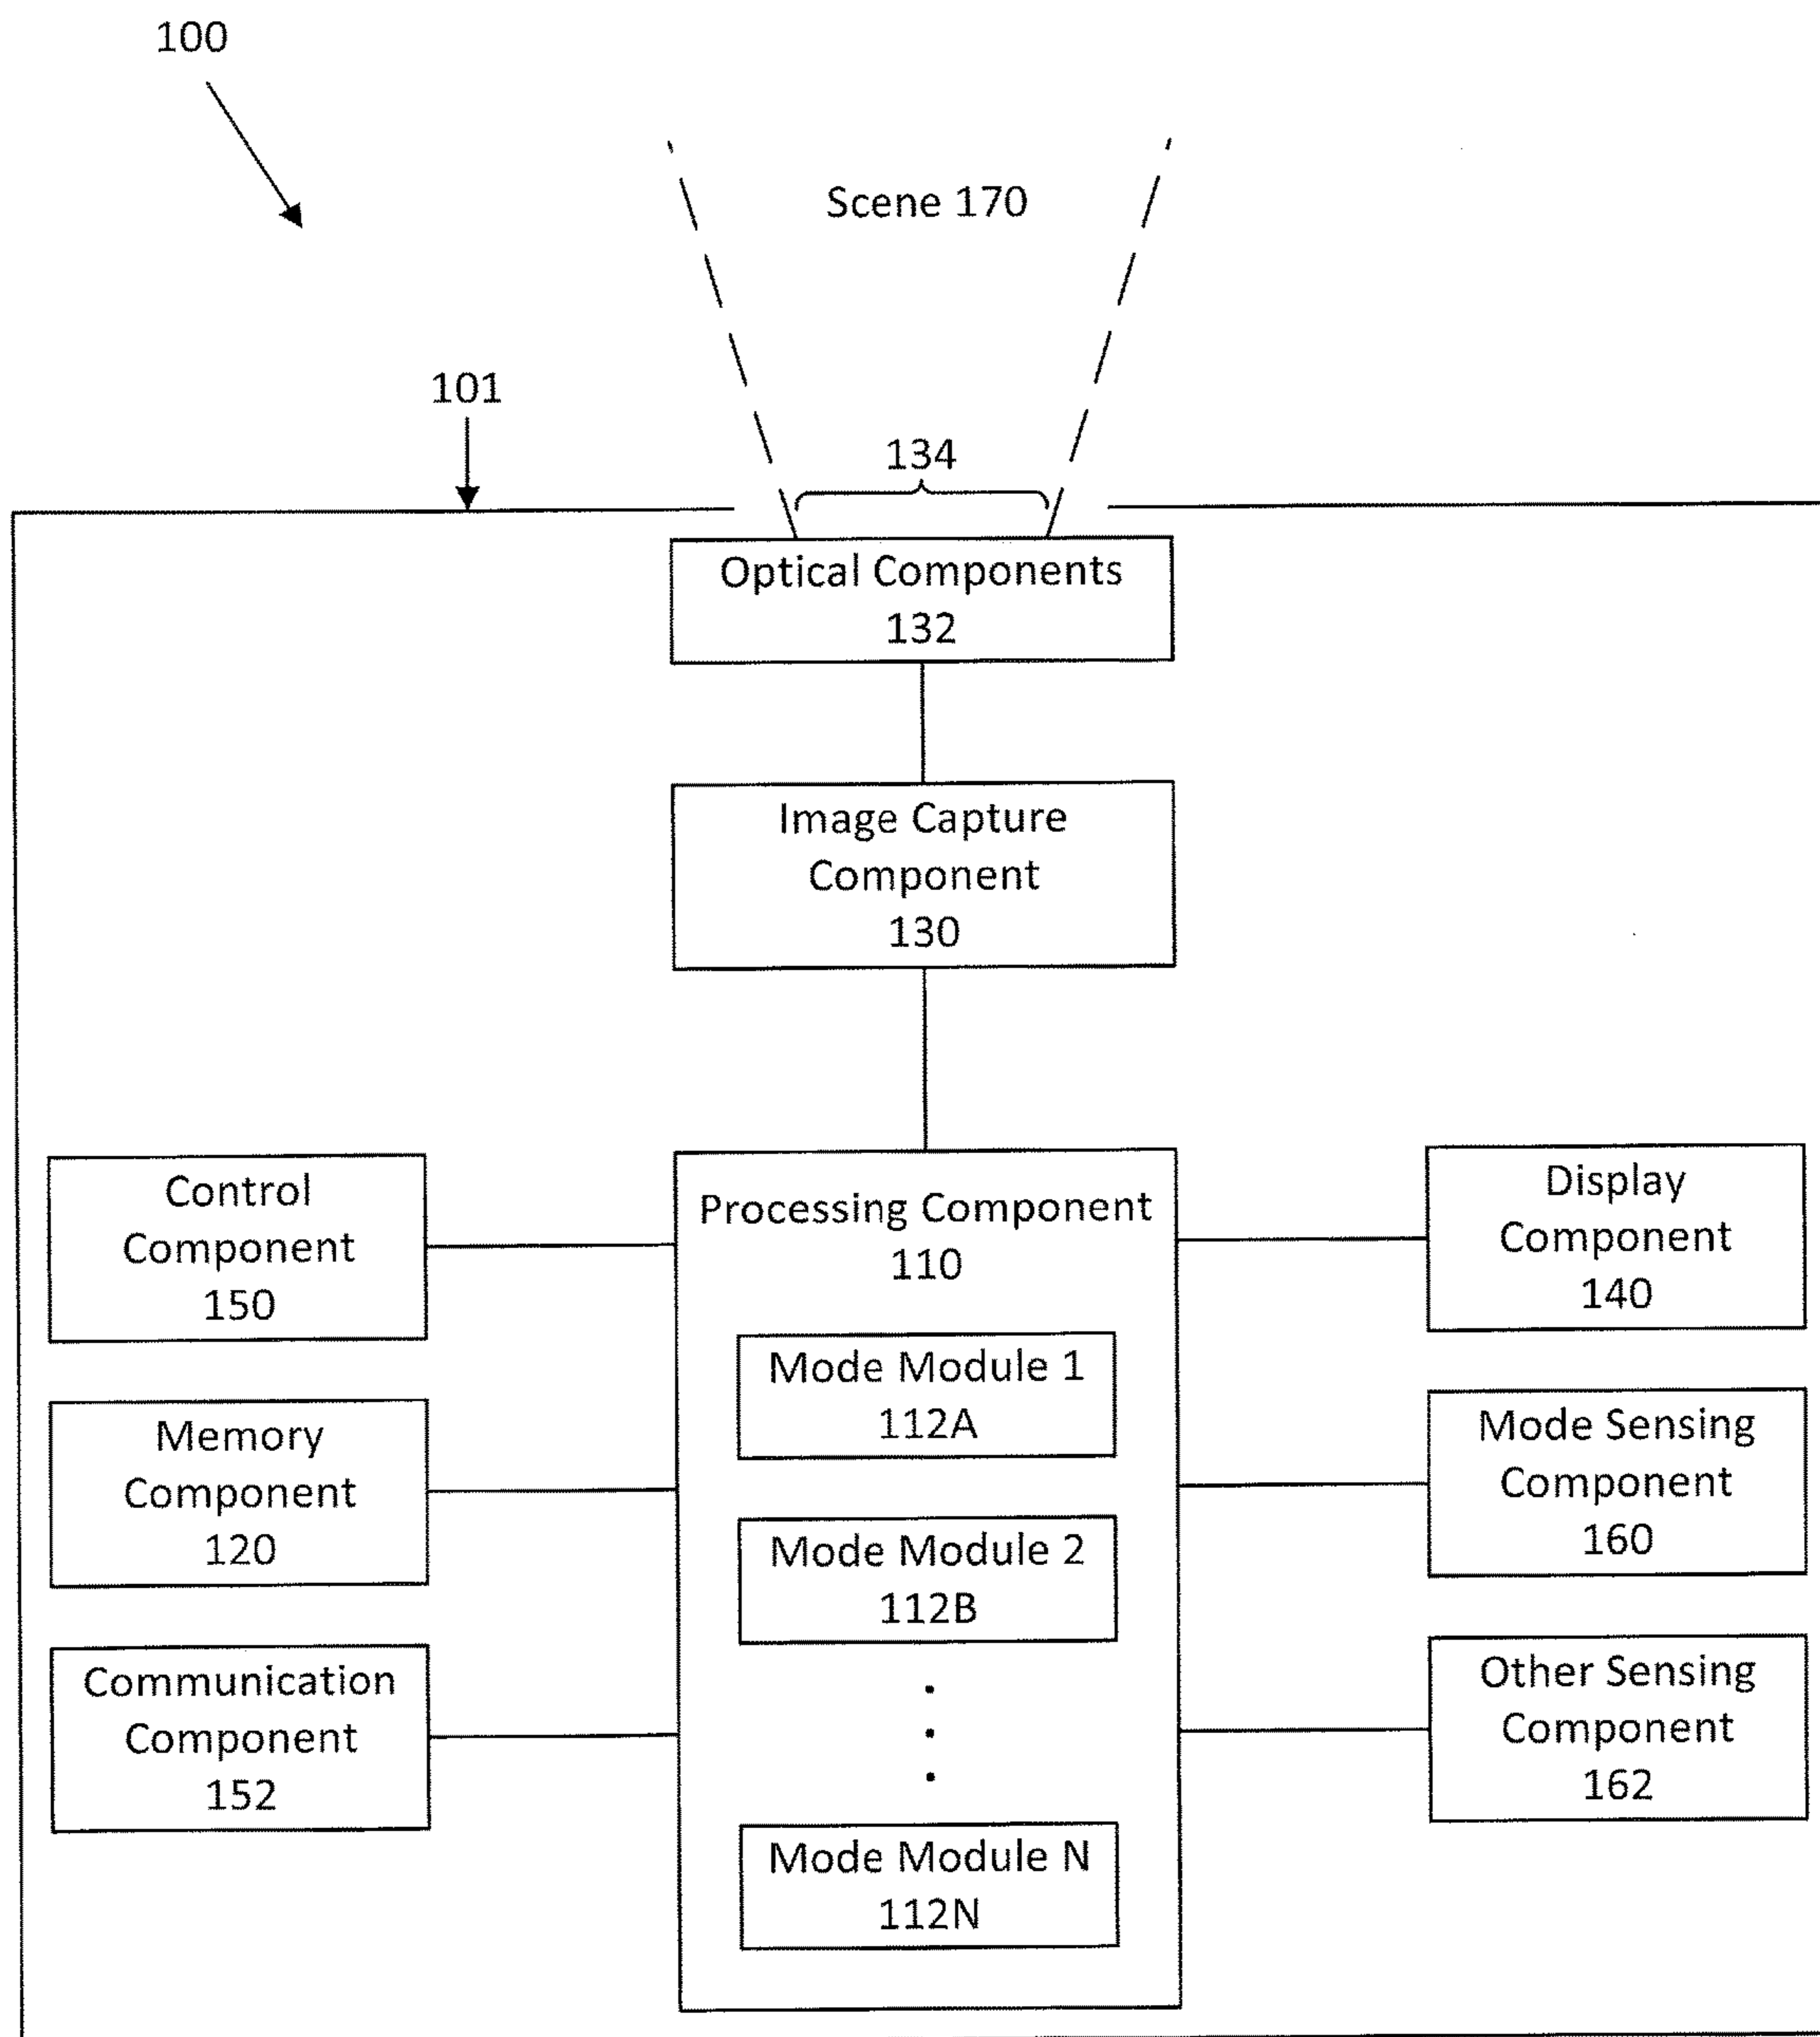 100
Scene 170
101
134
Optical Components
132
Image Capture
Component
130
Control
Component
150
Memory
Component
120
Communication
Component
152
Processing Component
110
Mode Module 1
112A
Mode Module 2
112B
Mode Module N
112N
Display
Component
140
Mode Sensing
Component
160
Other Sensing
Component
162